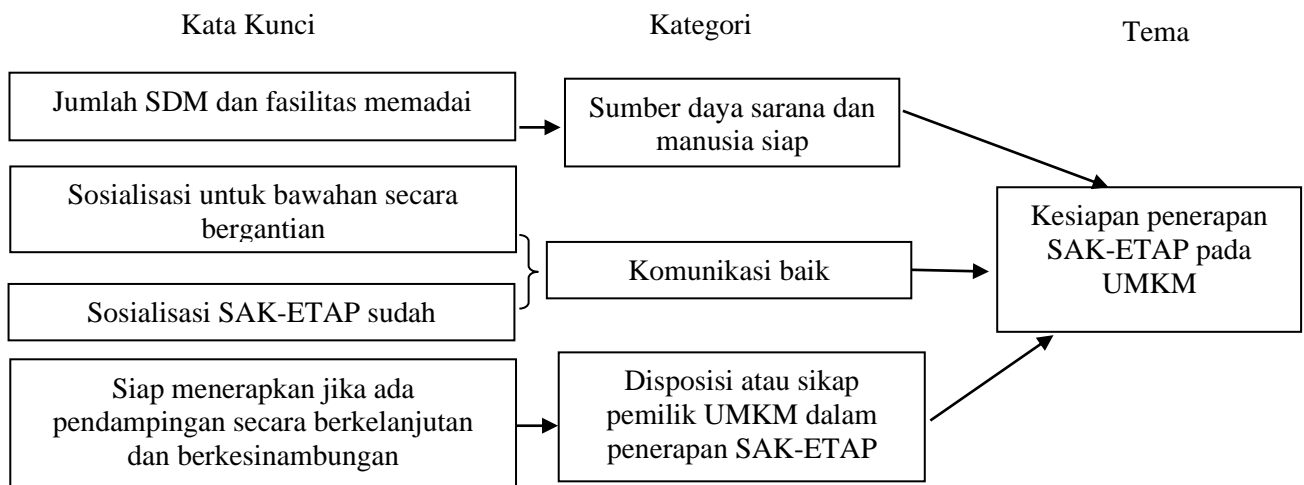 Kata Kunci
Kategori
Tema
Jumlah SDM dan fasilitas memadai
Sumber daya sarana dan
manusia siap
Sosialisasi untuk bawahan secara
bergantian
Komunikasi baik
Kesiapan penerapan
SAK-ETAP pada
UMKM
Sosialisasi SAK-ETAP sudah
Siap menerapkan jika ada
pendampingan secara berkelanjutan
dan berkesinambungan
Disposisi atau sikap
pemilik UMKM dalam
penerapan SAK-ETAP